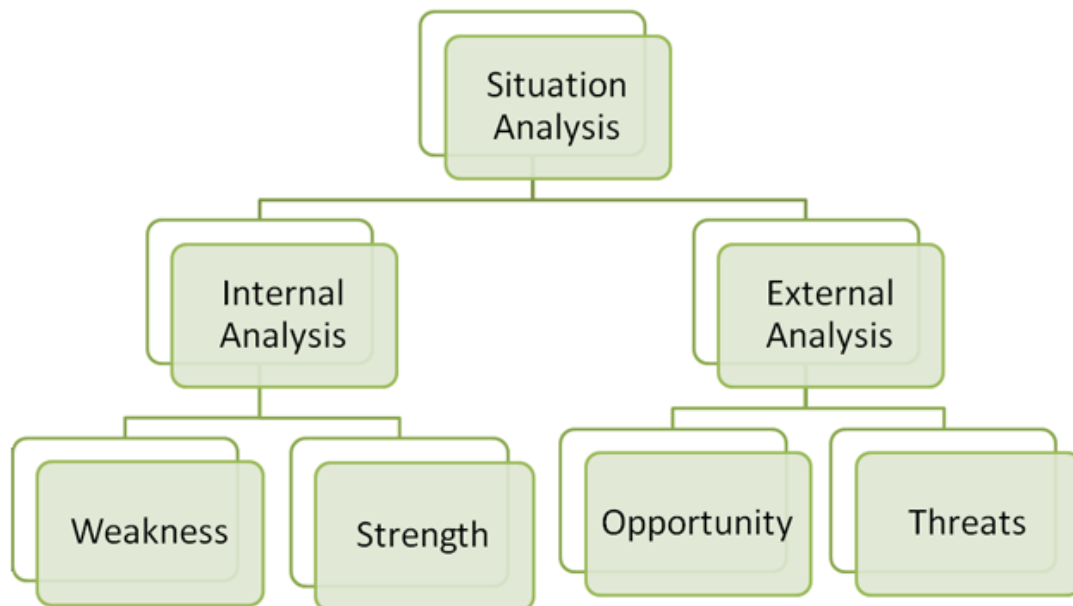 Situation
Analysis
Internal
Analysis
External
Analysis
Weakness
Strength
Opportunity
Threats